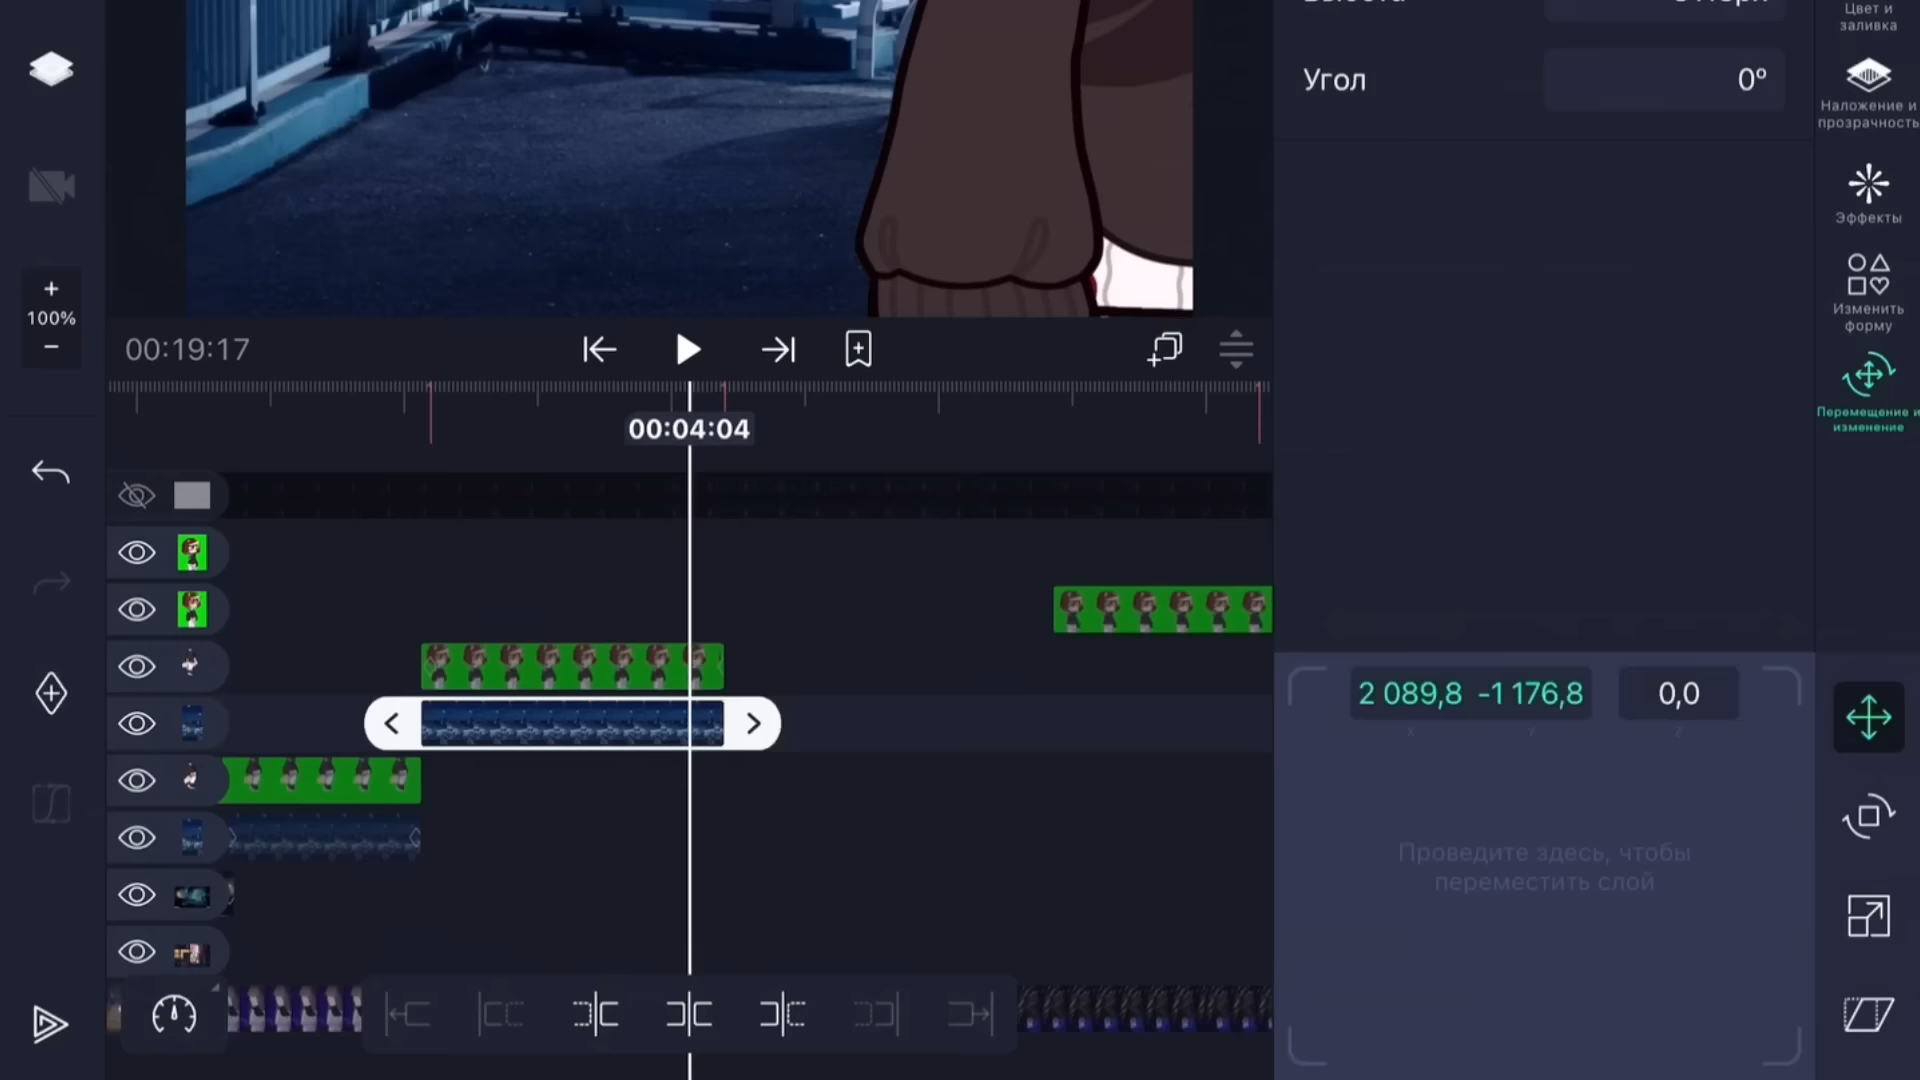 Цвет и
заливка
Угол
0º
Наложение и
прозрачность
Эффекты
Изменить
форму
+
100%
−
00:19:17
Перемещение и
изменение
00:04:04
2 089,8 -1 176,8
0,0
X Y Z
Проведите здесь, чтобы
переместить слой